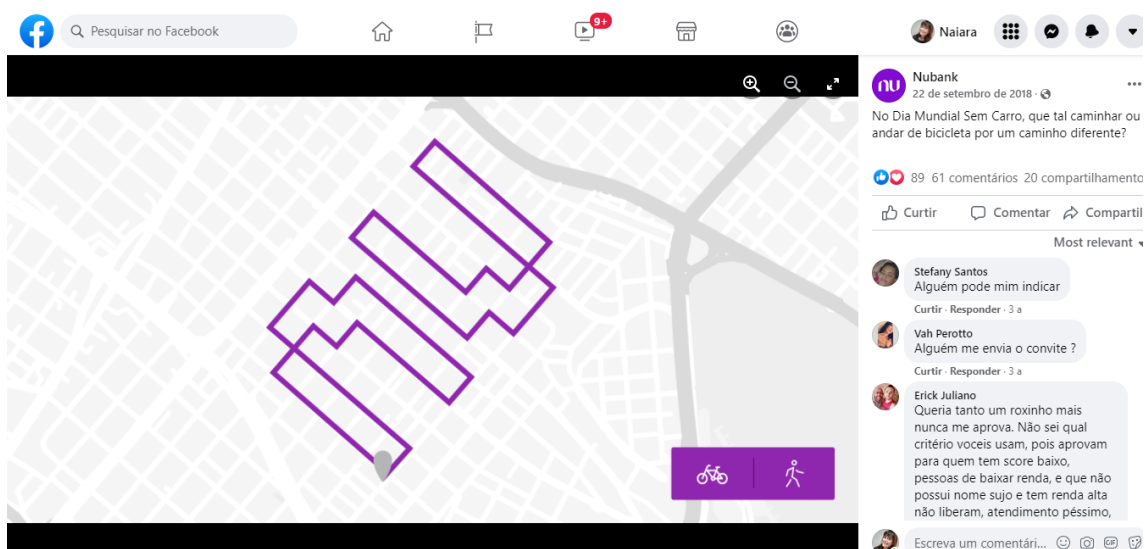 Pesquisar no Facebook
9+
Naiara
nu
Nubank
22 de setembro de 2018 ·
No Dia Mundial Sem Carro, que tal caminhar ou
andar de bicicleta por um caminho diferente?
89 61 comentários 20 compartilhamento
Curtir Comentar Compartil
Most relevant
Stefany Santos
Alguém pode mim indicar
Curtir · Responder · 3 a
Vah Perotto
Alguém me envia o convite ?
Curtir · Responder · 3 a
Erick Juliano
Queria tanto um roxinho mais
nunca me aprova. Não sei qual
critério voceis usam, pois aprovam
para quem tem score baixo,
pessoas de baixar renda, e que não
possui nome sujo e tem renda alta
não liberam, atendimento péssimo,
Escreva um comentári... GIF